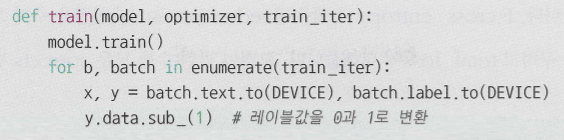 def train(model, optimizer, train_iter):
    model.train()
    for b, batch in enumerate(train_iter):
        x, y = batch.text.to(DEVICE), batch.label.to(DEVICE)
        y.data.sub_(1)  # 레이블값을 0과 1로 변환